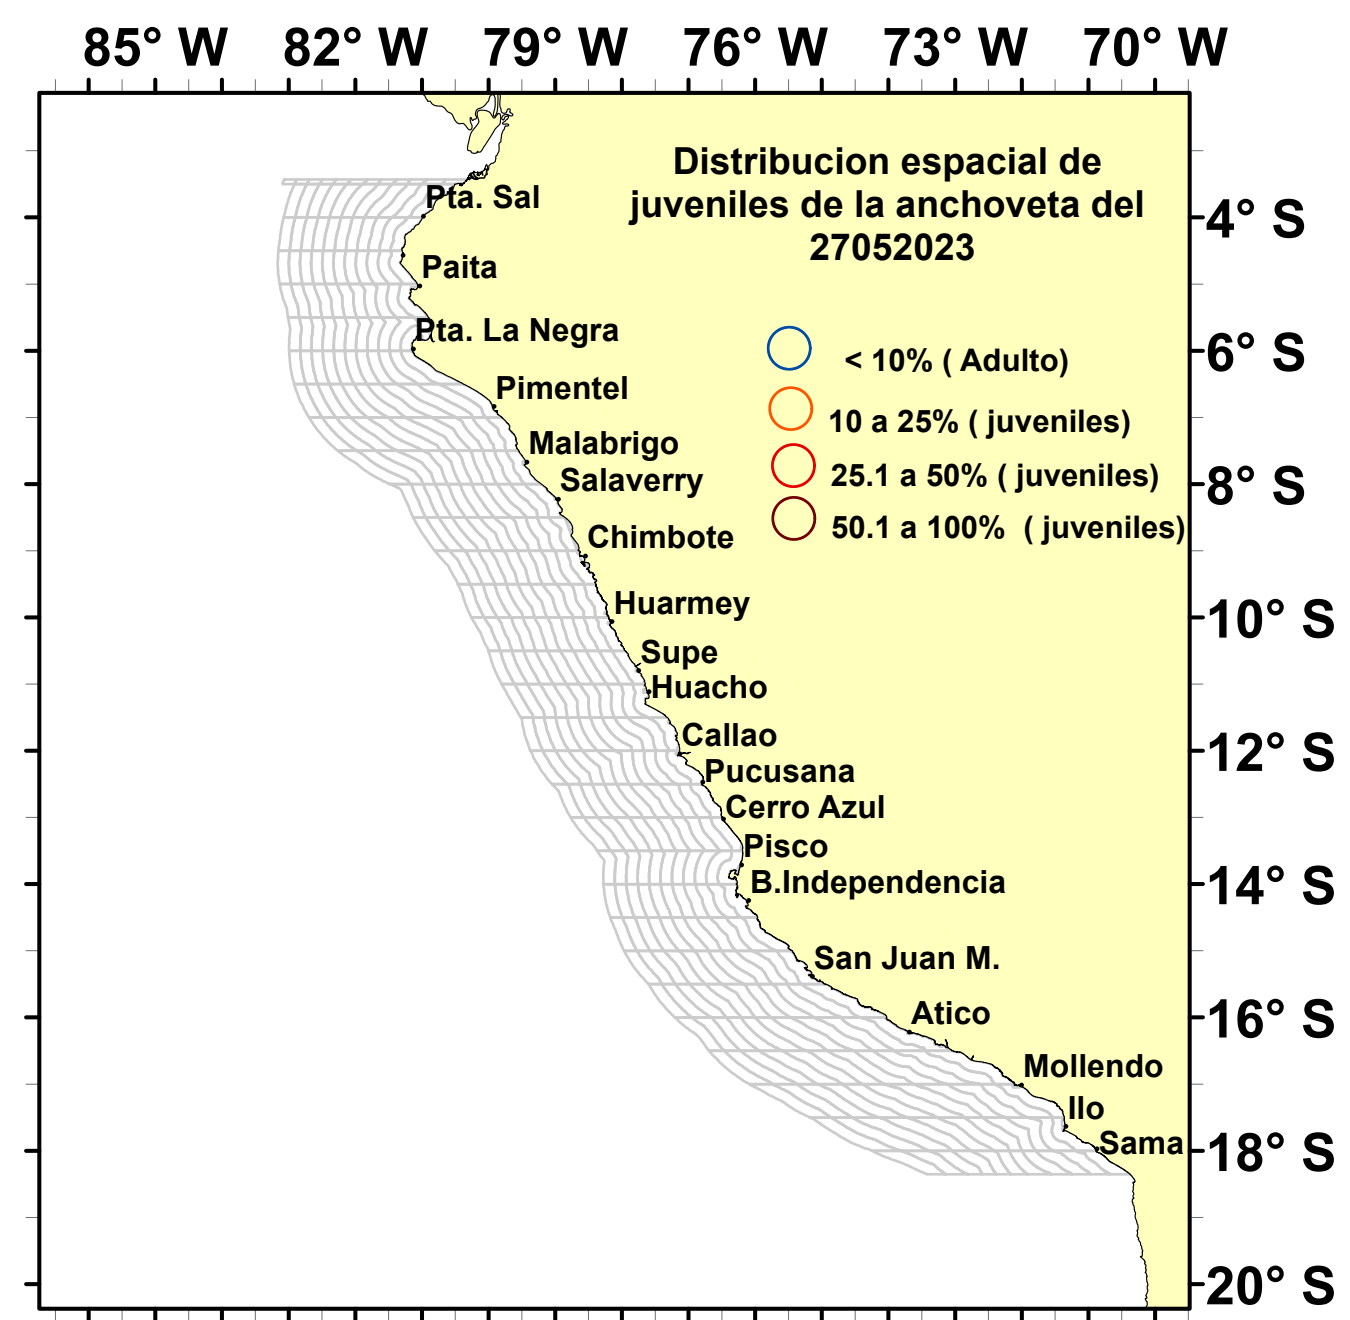 85° W 82° W 79° W 76° W 73° W 70° W
Distribucion espacial de
juveniles de la anchoveta del
27052023
Pta. Sal
4° S
Paita
Pta. La Negra
6° S
< 10% ( Adulto)
Pimentel
10 a 25% ( juveniles)
Malabrigo
25.1 a 50% ( juveniles)
Salaverry
8° S
50.1 a 100% ( juveniles)
Chimbote
Huarmey
10° S
Supe
Huacho
Callao
12° S
Pucusana
Cerro Azul
Pisco
B.Independencia
14° S
San Juan M.
Atico
16° S
Mollendo
Ilo
Sama
18° S
20° S